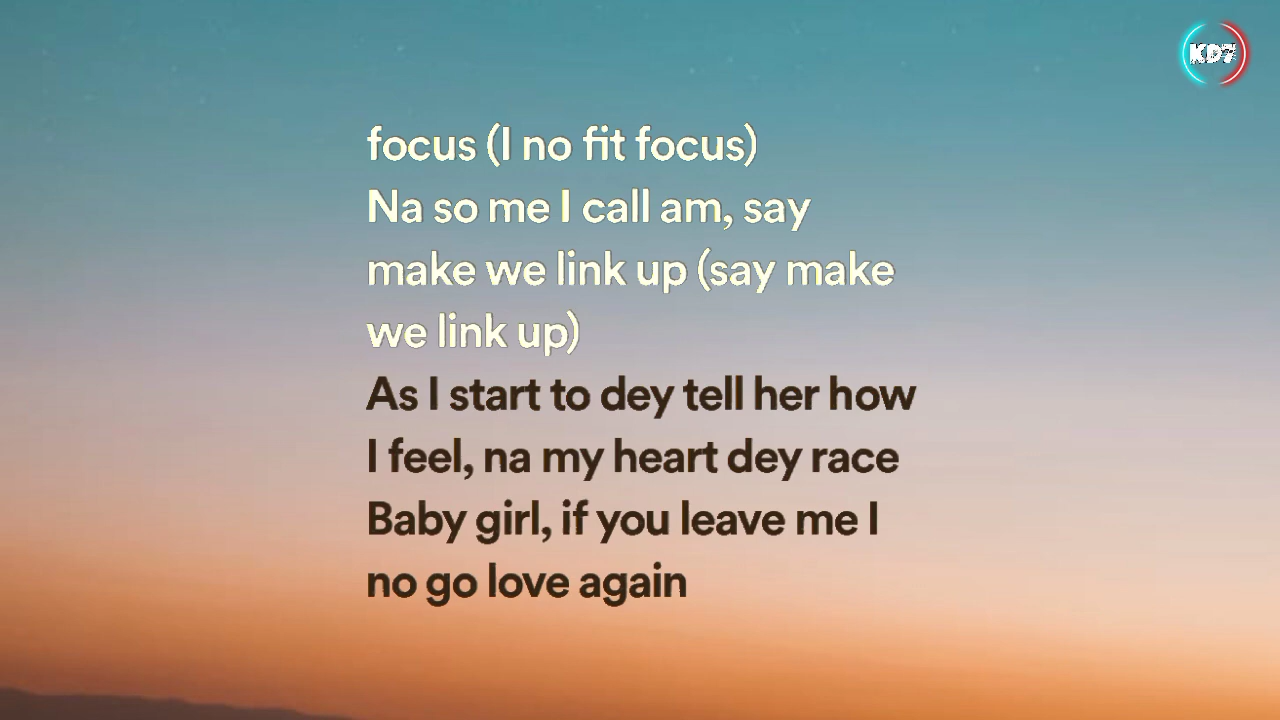 KD7
focus (I no fit focus)
Na so me I call am, say
make we link up (say make
we link up)
As I start to dey tell her how
I feel, na my heart dey race
Baby girl, if you leave me I
no go love again